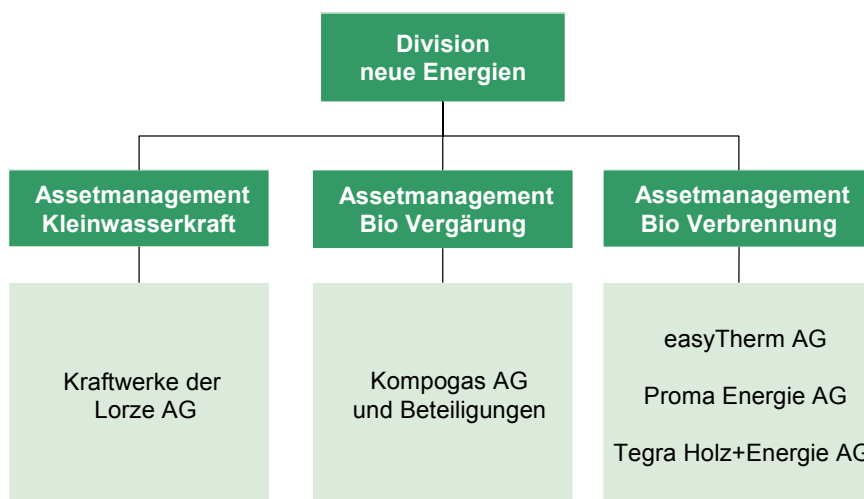 Division
neue Energien
Assetmanagement
Kleinwasserkraft
Assetmanagement
Bio Vergärung
Assetmanagement
Bio Verbrennung
Kraftwerke der
Lorze AG
Kompogas AG
und Beteiligungen
easyTherm AG
Proma Energie AG
Tegra Holz+Energie AG